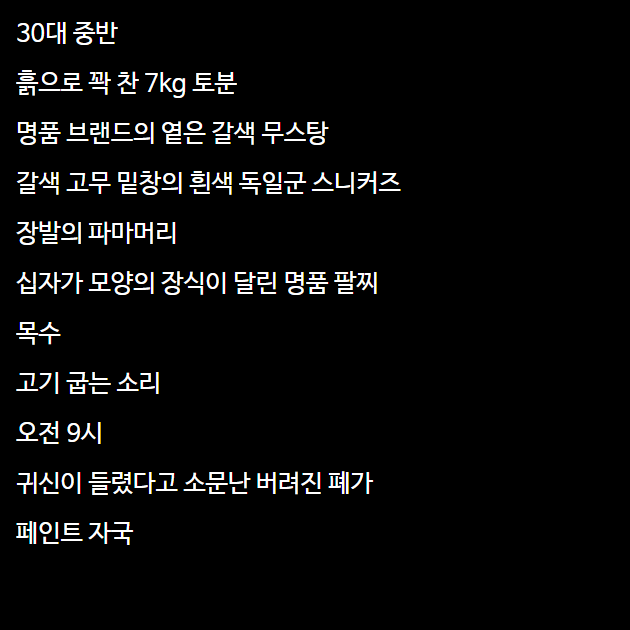 30대 중반
흙으로 꽉 찬 7kg 토분
명품 브랜드의 옅은 갈색 무스탕
갈색 고무 밑창의 흰색 독일군 스니커즈
장발의 파마머리
십자가 모양의 장식이 달린 명품 팔찌
목수
고기 굽는 소리
오전 9시
귀신이 들렸다고 소문난 버려진 폐가
페인트 자국